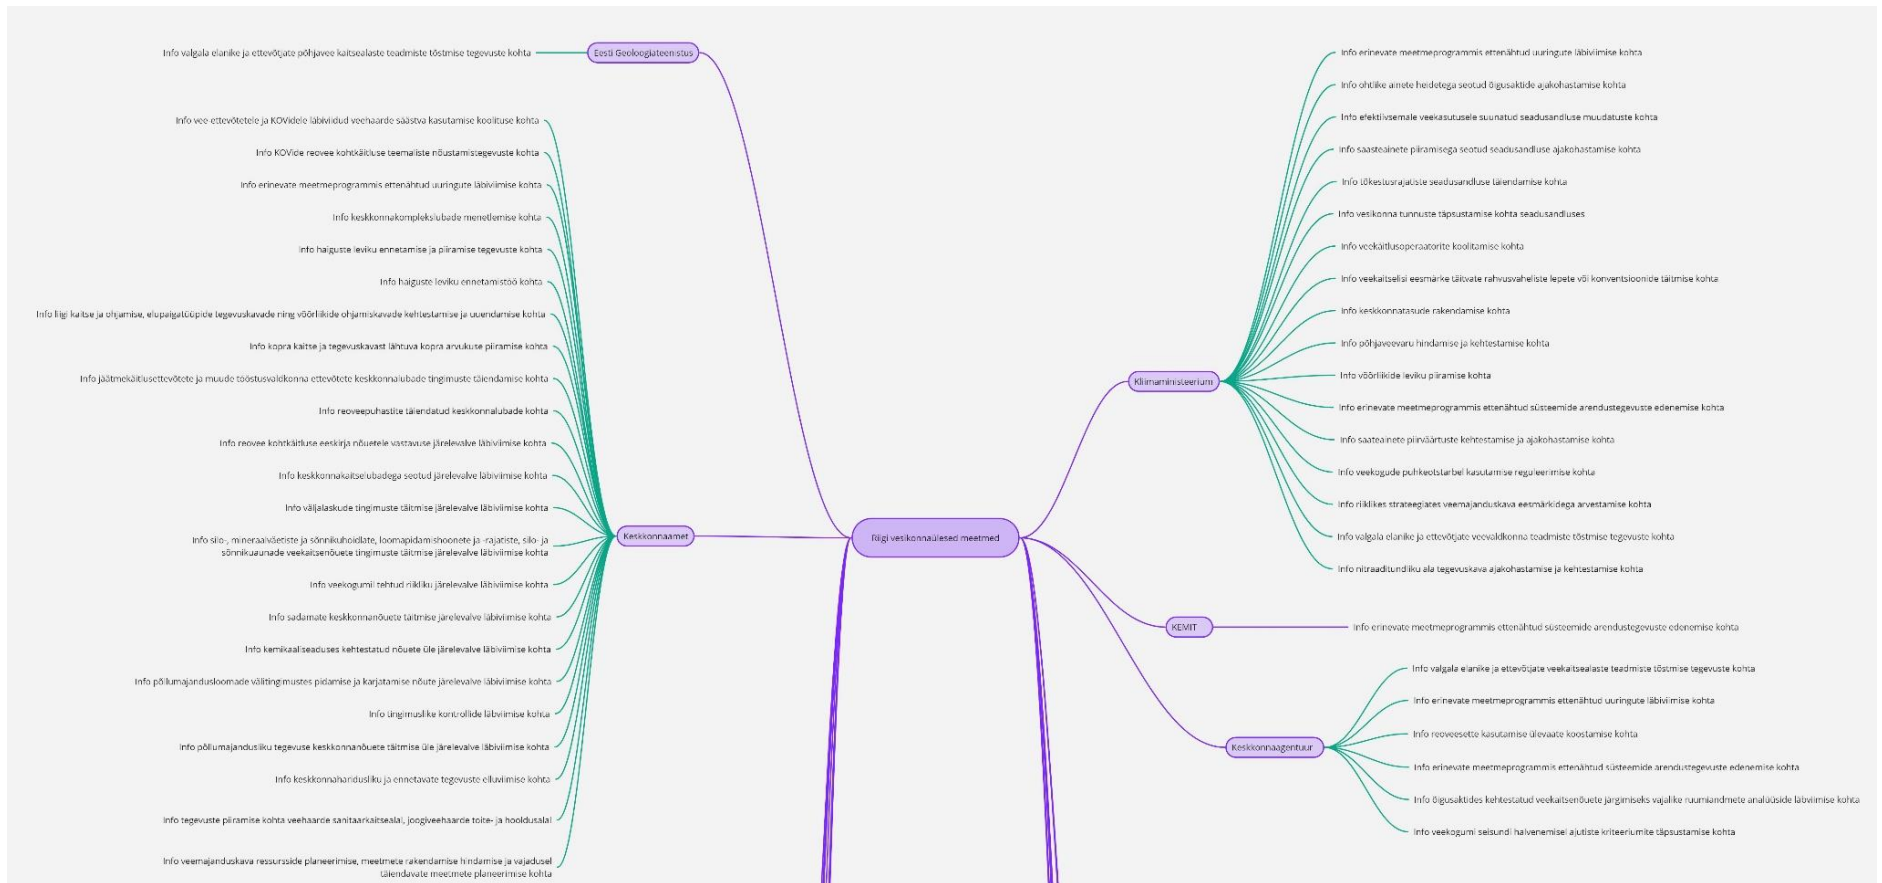 Eesti Geoloogiateenistus
Info valgala elanike ja ettevõtjate põhjavee kaitsealaste teadmiste tõstmise tegevuste kohta
Info vee-ettevõtetele ja KOVidele läbiviidud veehaarde säästva kasutamise koolituse kohta
Info KOVide reovee kohtkäitluse teemaliste nõustamistegevuste kohta
Info erinevate meetmeprogrammis ettenähtud uuringute läbiviimise kohta
Info keskkonnakomplekslubade menetlemise kohta
Info haiguste leviku ennetamise ja piiramise tegevuste kohta
Info haiguste leviku ennetamistöö kohta
Info liigi kaitse ja ohjamise, elupaigatüüpide tegevuskavade ning võõrliikide ohjamiskavade kehtestamise ja uuendamise kohta
Info kopra kaitse ja tegevuskavast lähtuva kopra arvukuse piiramise kohta
Info jäätmekäitlusettevõtete ja muude tööstusvaldkonna ettevõtete keskkonnalubade tingimuste täiendamise kohta
Info reoveepuhastite täiendatud keskkonnalubade kohta
Info reovee kohtkäitluse eeskirja nõuetele vastavuse järelevalve läbiviimise kohta
Info keskkonnakaitselubadega seotud järelevalve läbiviimise kohta
Info väljalaskude tingimuste täitmise järelevalve läbiviimise kohta
Keskkonnaamet
Info silo-, mineraalväetiste ja sõnnikuhoidlate, loomapidamishoonete ja -rajatiste, silo- ja
sõnnikuaunade veekaitsenõuete tingimuste täitmise järelevalve läbiviimise kohta
Info veekogumil tehtud riikliku järelevalve läbiviimise kohta
Info sadamate keskkonnanõuete täitmise järelevalve läbiviimise kohta
Info kemikaaliseaduses kehtestatud nõuete üle järelevalve läbiviimise kohta
Info põllumajandusloomade välitingimustes pidamise ja karjatamise nõute järelevalve läbiviimise kohta
Info tingimuslike kontrollide läbviimise kohta
Info põllumajandusliku tegevuse keskkonnanõuete täitmise üle järelevalve läbiviimise kohta
Info keskkonnaharidusliku ja ennetavate tegevuste elluviimise kohta
Info tegevuste piiramise kohta veehaarde sanitaarkaitsealal, joogiveehaarde toite- ja hooldusalal
Info veemajanduskava ressursside planeerimise, meetmete rakendamise hindamise ja vajadusel
täiendavate meetmete planeerimise kohta
Riigi vesikonnaülesed meetmed
Info erinevate meetmeprogrammis ettenähtud uuringute läbiviimise kohta
Info ohtlike ainete heidetega seotud õigusaktide ajakohastamise kohta
Info efektiivsemale veekasutusele suunatud seadusandluse muudatuste kohta
Info saasteainete piiramisega seotud seadusandluse ajakohastamise kohta
Info tõkestusrajatiste seadusandluse täiendamise kohta
Info vesikonna tunnuste täpsustamise kohta seadusandluses
Info veekäitlusoperaatorite koolitamise kohta
Info veekaitselisi eesmärke täitvate rahvusvaheliste lepete või konventsioonide täitmise kohta
Info keskkonnatasude rakendamise kohta
Info põhjaveevaru hindamise ja kehtestamise kohta
Kliimaministeerium
Info võõrliikide leviku piiramise kohta
Info erinevate meetmeprogrammis ettenähtud süsteemide arendustegevuste edenemise kohta
Info saateainete piirväärtuste kehtestamise ja ajakohastamise kohta
Info veekogude puhkeotstarbel kasutamise reguleerimise kohta
Info riiklikes strateegiates veemajanduskava eesmärkidega arvestamise kohta
Info valgala elanike ja ettevõtjate veevaldkonna teadmiste tõstmise tegevuste kohta
Info nitraaditundliku ala tegevuskava ajakohastamise ja kehtestamise kohta
KEMIT
Info erinevate meetmeprogrammis ettenähtud süsteemide arendustegevuste edenemise kohta
Info valgala elanike ja ettevõtjate veekaitsealaste teadmiste tõstmise tegevuste kohta
Info erinevate meetmeprogrammis ettenähtud uuringute läbiviimise kohta
Info reoveesette kasutamise ülevaate koostamise kohta
Keskkonnaagentuur
Info erinevate meetmeprogrammis ettenähtud süsteemide arendustegevuste edenemise kohta
Info õigusaktides kehtestatud veekaitsenõuete järgimiseks vajalike ruumiandmete analüüside läbviimise kohta
Info veekogumi seisundi halvenemisel ajutiste kriteeriumite täpsustamise kohta